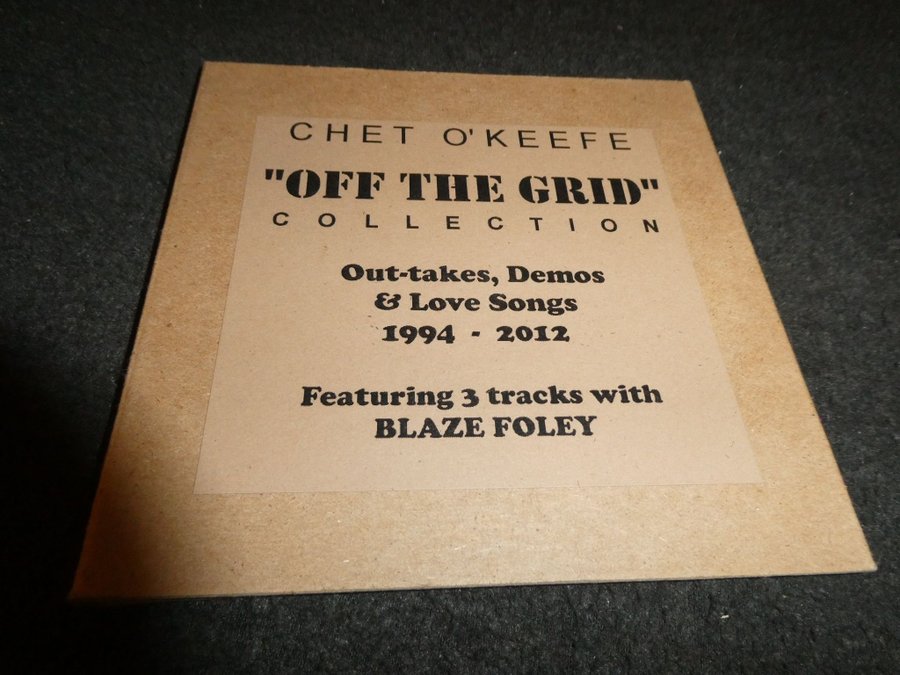 CHET O'KEEFE
"OFF THE GRID"
COLLECTION
Out-takes, Demos
& Love Songs
1994 - 2012
Featuring 3 tracks with
BLAZE FOLEY